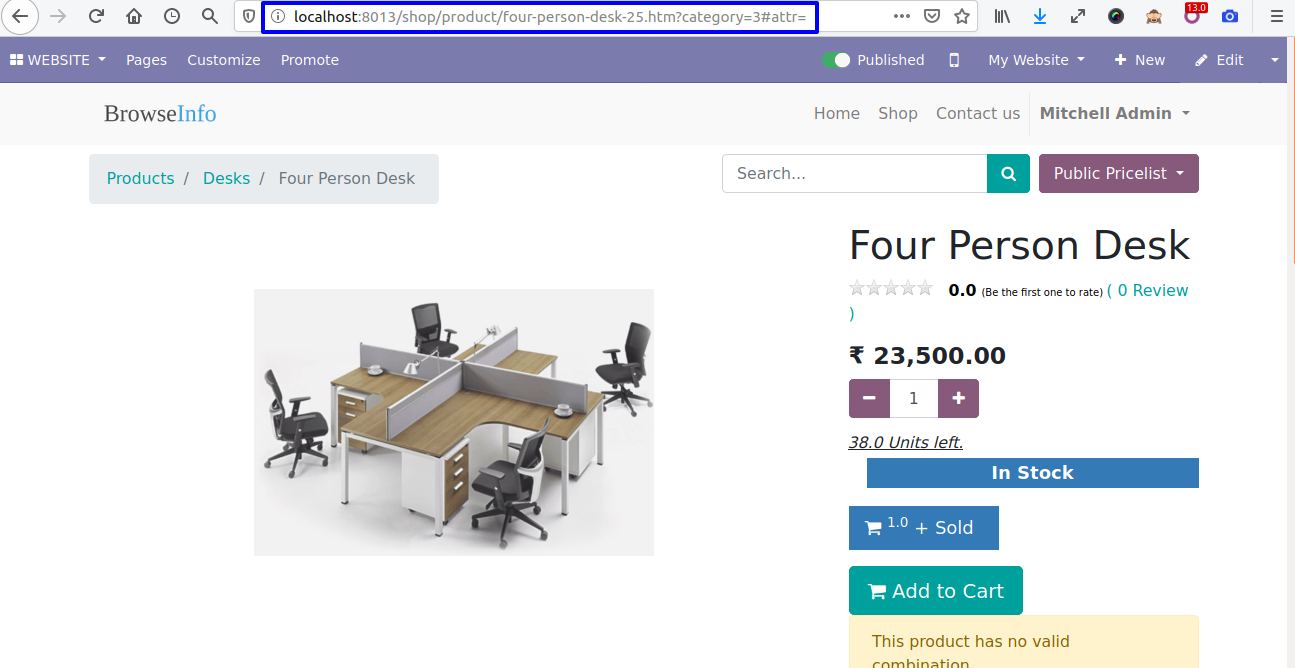 localhost:8013/shop/product/four-person-desk-25.htm?category=3#attr=
13.0
WEBSITE Pages Customize Promote Published My Website New Edit
BrowseInfo Home Shop Contact us Mitchell Admin
Products / Desks / Four Person Desk Search... Public Pricelist
Four Person Desk
0.0 (Be the first one to rate) ( 0 Review
)
₹ 23,500.00
1
38.0 Units left.
In Stock
1.0 + Sold
Add to Cart
This product has no valid
combination.